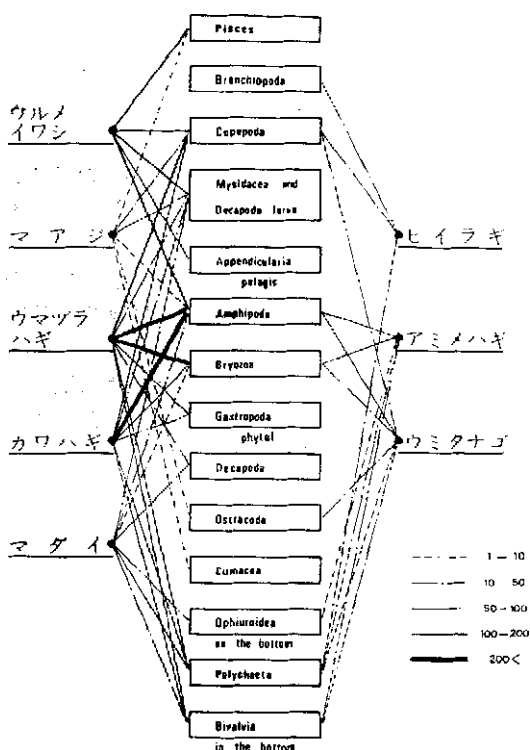 Pisces
Branchiopoda
ウルメ
イワシ
Copepoda
Mysidacea and
Decapoda larva
マアジ
ヒイラギ
Appendicularia
pelagic
ウマヅラ
ハギ
Amphipoda
アミメハギ
Bryozoa
Gastropoda
phytal
カワハギ
ウミタナゴ
Decapoda
Ostracoda
マダイ
Cumacea
Ophiuroidea
on the bottom
Polychaeta
Bivalvia
in the bottom
1-10
10 50
50-100
100-200
200<